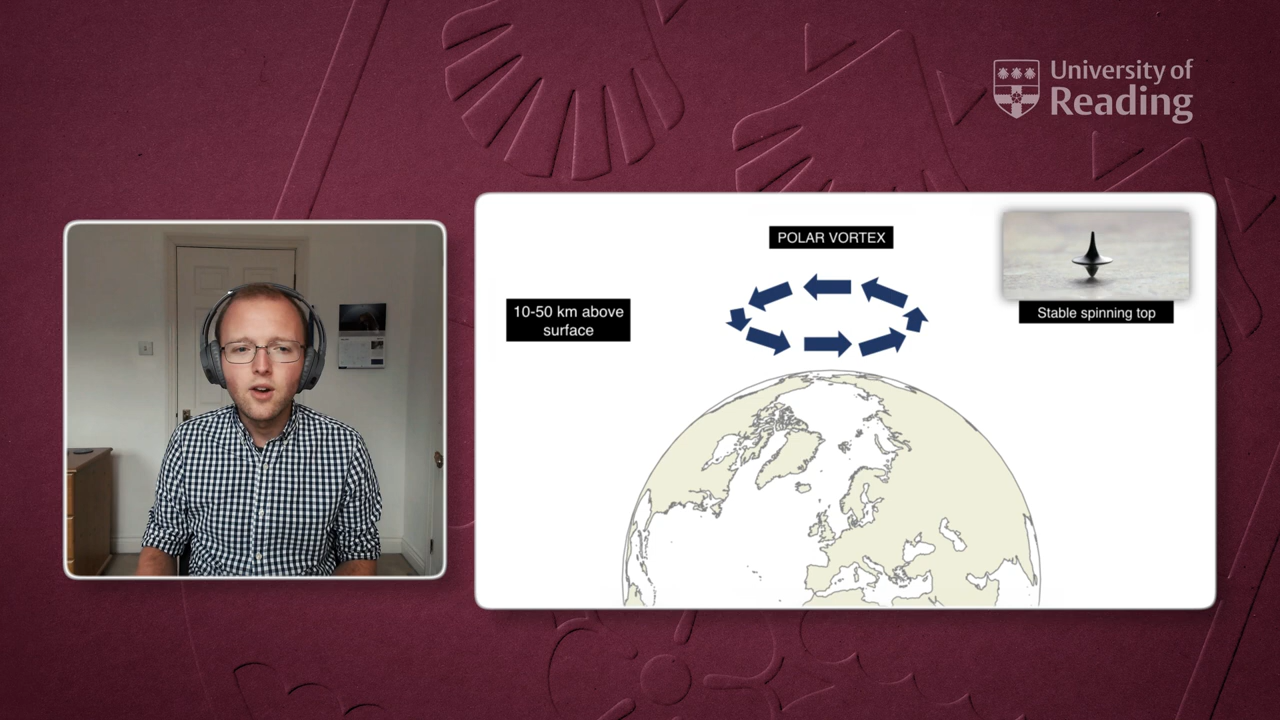 University of
Reading
POLAR VORTEX
10-50 km above
surface
Stable spinning top